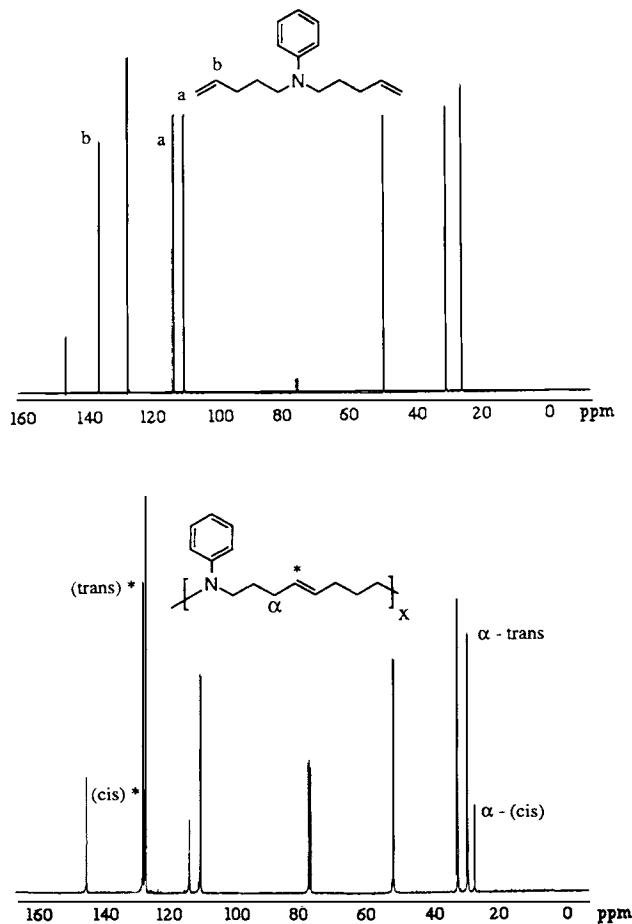 b
N
a
b
a
160 140 120 100 80 60 40 20 0 ppm
(trans) *
*
N
α
x
α - trans
(cis) *
α - (cis)
160 140 120 100 80 60 40 20 0 ppm